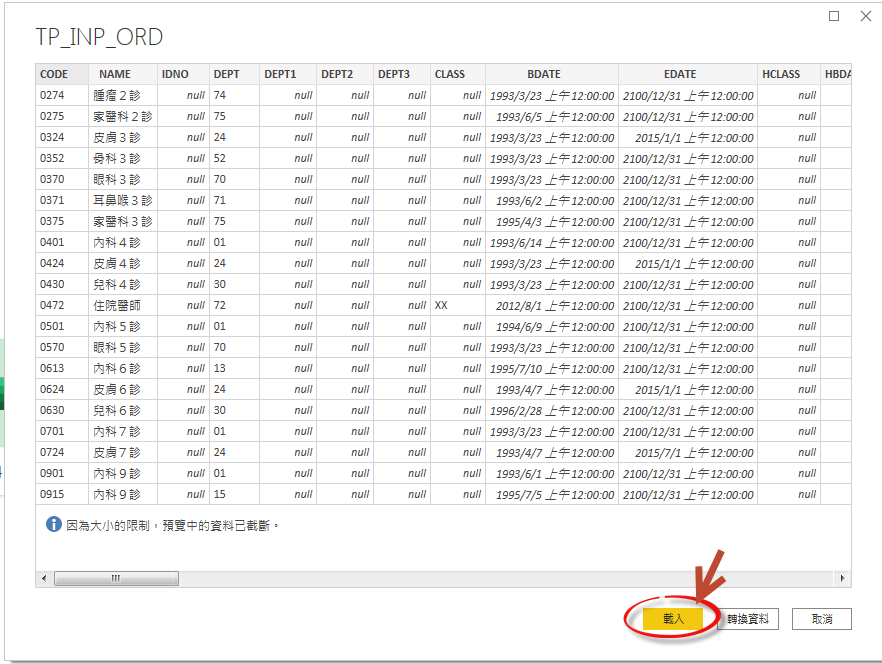 TP_INP_ORD
CODE NAME IDNO DEPT DEPT1 DEPT2 DEPT3 CLASS BDATE EDATE HCLASS HBDA
0274 腫瘤２診 null 74 null null null null 1993/3/23 上午 12:00:00 2100/12/31 上午 12:00:00 null
0275 家醫科２診 null 75 null null null null 1993/6/5 上午 12:00:00 2100/12/31 上午 12:00:00 null
0324 皮膚３診 null 24 null null null null 1993/3/23 上午 12:00:00 2015/1/1 上午 12:00:00 null
0352 骨科３診 null 52 null null null null 1993/3/23 上午 12:00:00 2100/12/31 上午 12:00:00 null
0370 眼科３診 null 70 null null null null 1993/3/23 上午 12:00:00 2100/12/31 上午 12:00:00 null
0371 耳鼻喉３診 null 71 null null null null 1993/6/2 上午 12:00:00 2100/12/31 上午 12:00:00 null
0375 家醫科３診 null 75 null null null null 1995/4/3 上午 12:00:00 2100/12/31 上午 12:00:00 null
0401 內科４診 null 01 null null null null 1993/6/14 上午 12:00:00 2100/12/31 上午 12:00:00 null
0424 皮膚４診 null 24 null null null null 1993/3/23 上午 12:00:00 2015/1/1 上午 12:00:00 null
0430 兒科４診 null 30 null null null null 1993/3/23 上午 12:00:00 2100/12/31 上午 12:00:00 null
0472 住院醫師 null 72 null null null XX 2012/8/1 上午 12:00:00 2100/12/31 上午 12:00:00 null
0501 內科５診 null 01 null null null null 1994/6/9 上午 12:00:00 2100/12/31 上午 12:00:00 null
0570 眼科５診 null 70 null null null null 1993/3/23 上午 12:00:00 2100/12/31 上午 12:00:00 null
0613 內科６診 null 13 null null null null 1995/7/10 上午 12:00:00 2100/12/31 上午 12:00:00 null
0624 皮膚６診 null 24 null null null null 1993/4/7 上午 12:00:00 2015/1/1 上午 12:00:00 null
0630 兒科６診 null 30 null null null null 1996/2/28 上午 12:00:00 2100/12/31 上午 12:00:00 null
0701 內科７診 null 01 null null null null 1993/3/23 上午 12:00:00 2100/12/31 上午 12:00:00 null
0724 皮膚７診 null 24 null null null null 1993/4/7 上午 12:00:00 2015/7/1 上午 12:00:00 null
0901 內科９診 null 01 null null null null 1993/6/1 上午 12:00:00 2100/12/31 上午 12:00:00 null
0915 內科９診 null 15 null null null null 1995/7/5 上午 12:00:00 2100/12/31 上午 12:00:00 null
因為大小的限制，預覽中的資料已截斷。
載入 轉換資料 取消